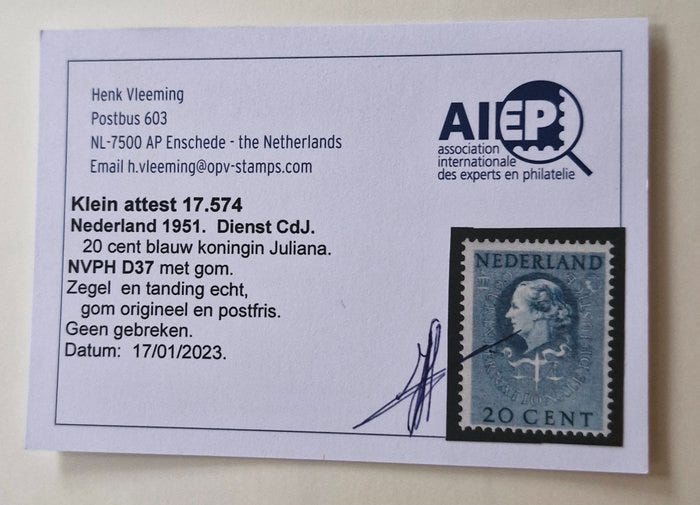 Henk Vleeming
Postbus 603
NL-7500 AP Enschede - the Netherlands
Email h.vleeming@opv-stamps.com
AIEP
association
internationale
des experts en philatelie
Klein attest 17.574
Nederland 1951. Dienst CdJ.
20 cent blauw koningin Juliana.
NVPH D37 met gom.
Zegel en tanding echt,
gom origineel en postfris.
Geen gebreken.
Datum: 17/01/2023.
NEDERLAND
20 CENT